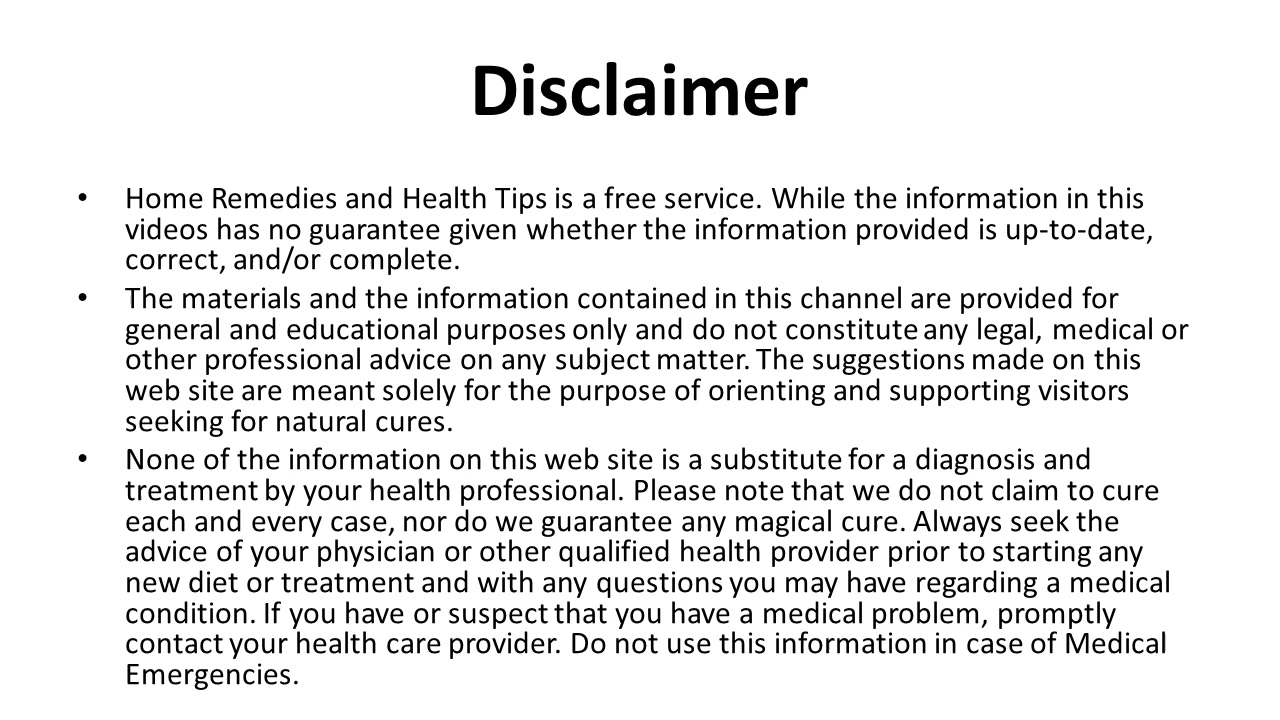 Disclaimer
• Home Remedies and Health Tips is a free service. While the information in this
videos has no guarantee given whether the information provided is up-to-date,
correct, and/or complete.
• The materials and the information contained in this channel are provided for
general and educational purposes only and do not constitute any legal, medical or
other professional advice on any subject matter. The suggestions made on this
web site are meant solely for the purpose of orienting and supporting visitors
seeking for natural cures.
• None of the information on this web site is a substitute for a diagnosis and
treatment by your health professional. Please note that we do not claim to cure
each and every case, nor do we guarantee any magical cure. Always seek the
advice of your physician or other qualified health provider prior to starting any
new diet or treatment and with any questions you may have regarding a medical
condition. If you have or suspect that you have a medical problem, promptly
contact your health care provider. Do not use this information in case of Medical
Emergencies.